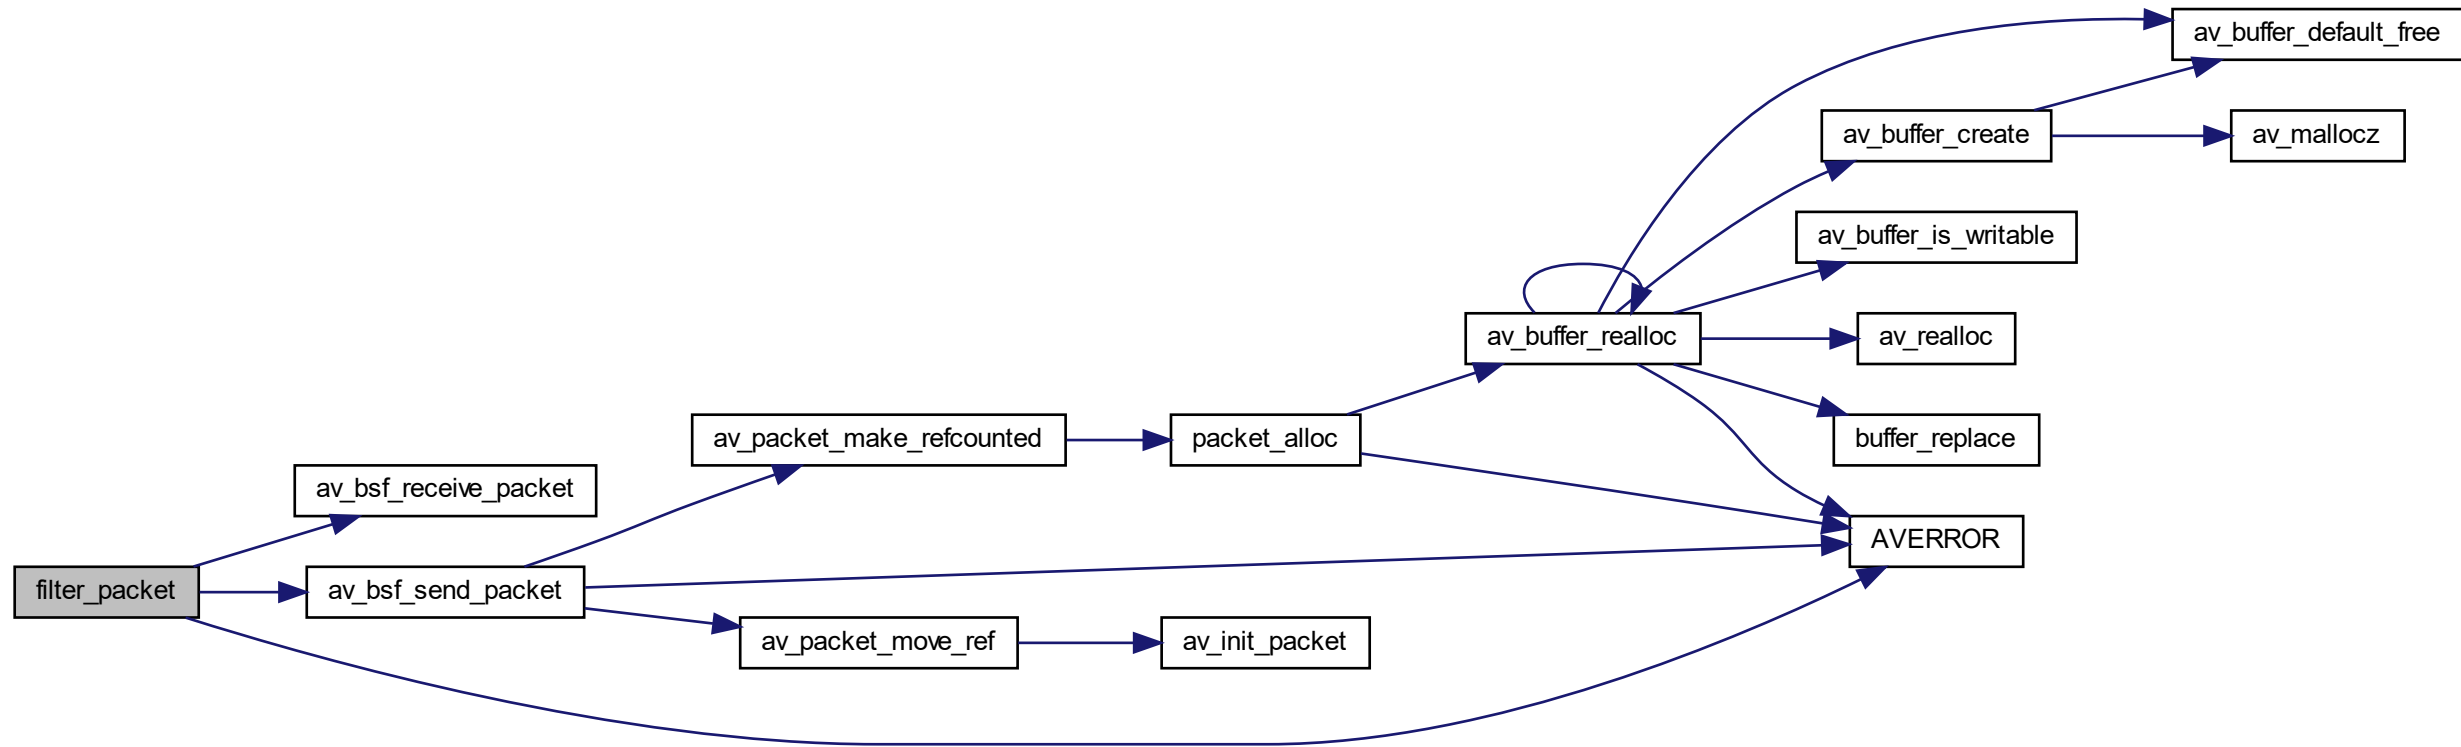 av_buffer_default_free
av_buffer_create
av_mallocz
av_buffer_is_writable
av_buffer_realloc
av_realloc
av_packet_make_refcounted
packet_alloc
buffer_replace
av_bsf_receive_packet
AVERROR
filter_packet
av_bsf_send_packet
av_packet_move_ref
av_init_packet